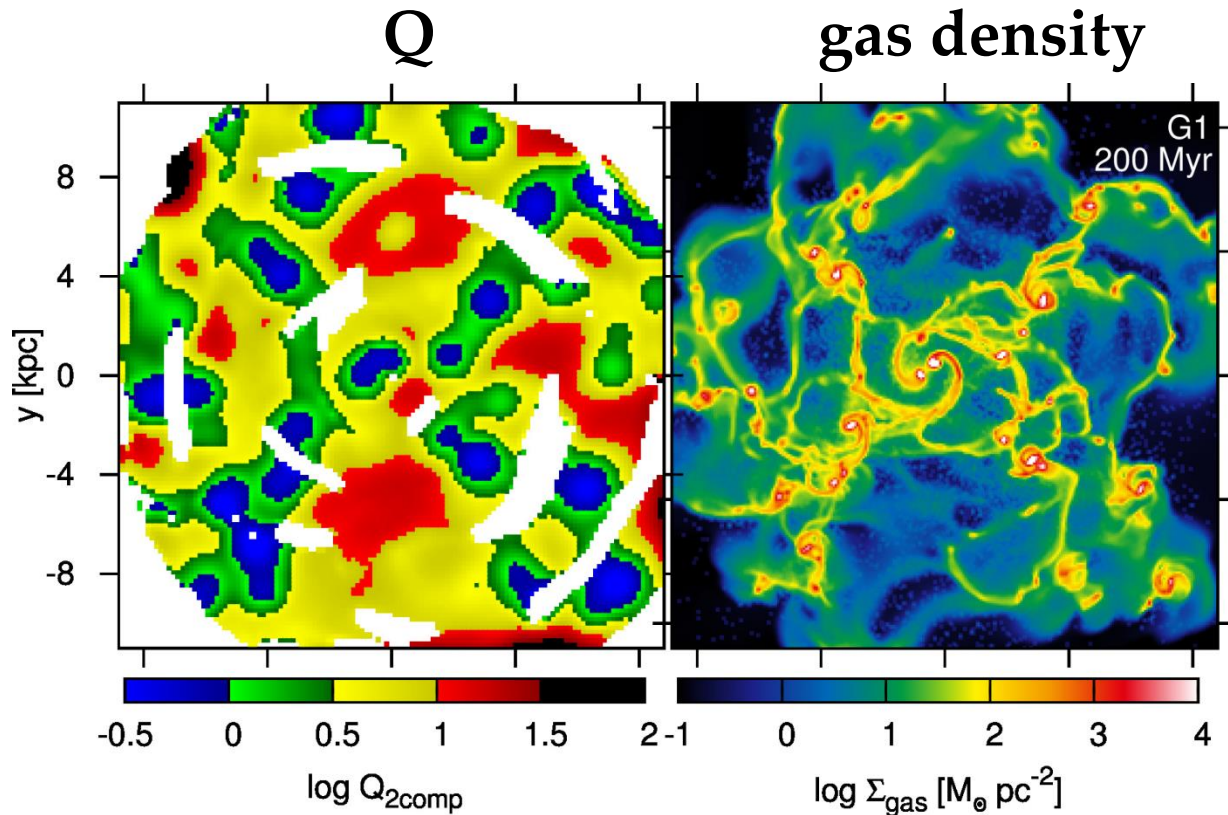 Q
gas density
G1
200 Myr
y [kpc]
8
4
0
-4
-8
-0.5 0 0.5 1 1.5 2
-1 0 1 2 3 4
log Q2comp
log Σgas [M⊙ pc-2]